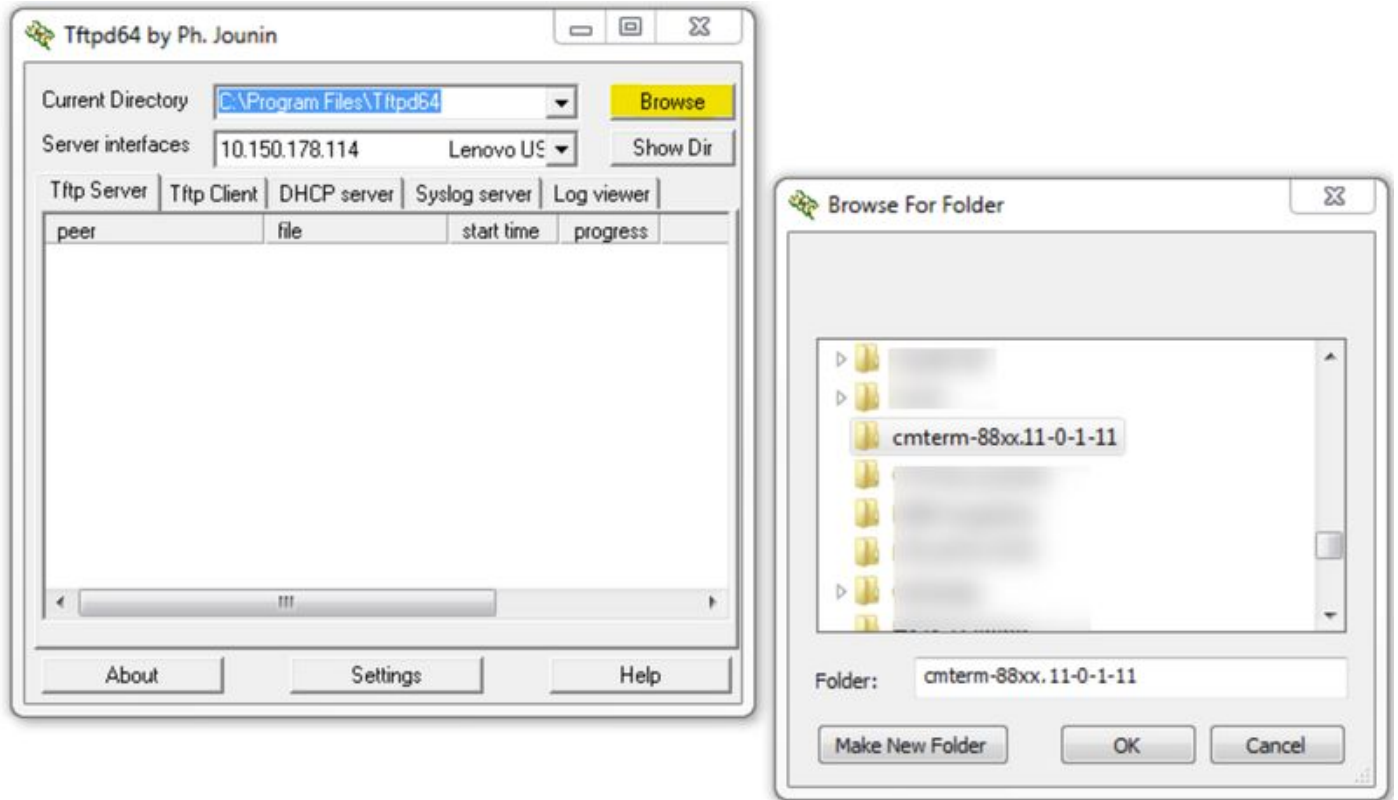 Tftpd64 by Ph. Jounin
Current Directory C:\Program Files\Tftpd64 Browse
Server interfaces 10.150.178.114 Lenovo US Show Dir
Tftp Server Tftp Client DHCP server Syslog server Log viewer
peer file start time progress
About Settings Help
Browse For Folder
cmterm-88xx.11-0-1-11
Folder: cmterm-88xx.11-0-1-11
Make New Folder OK Cancel